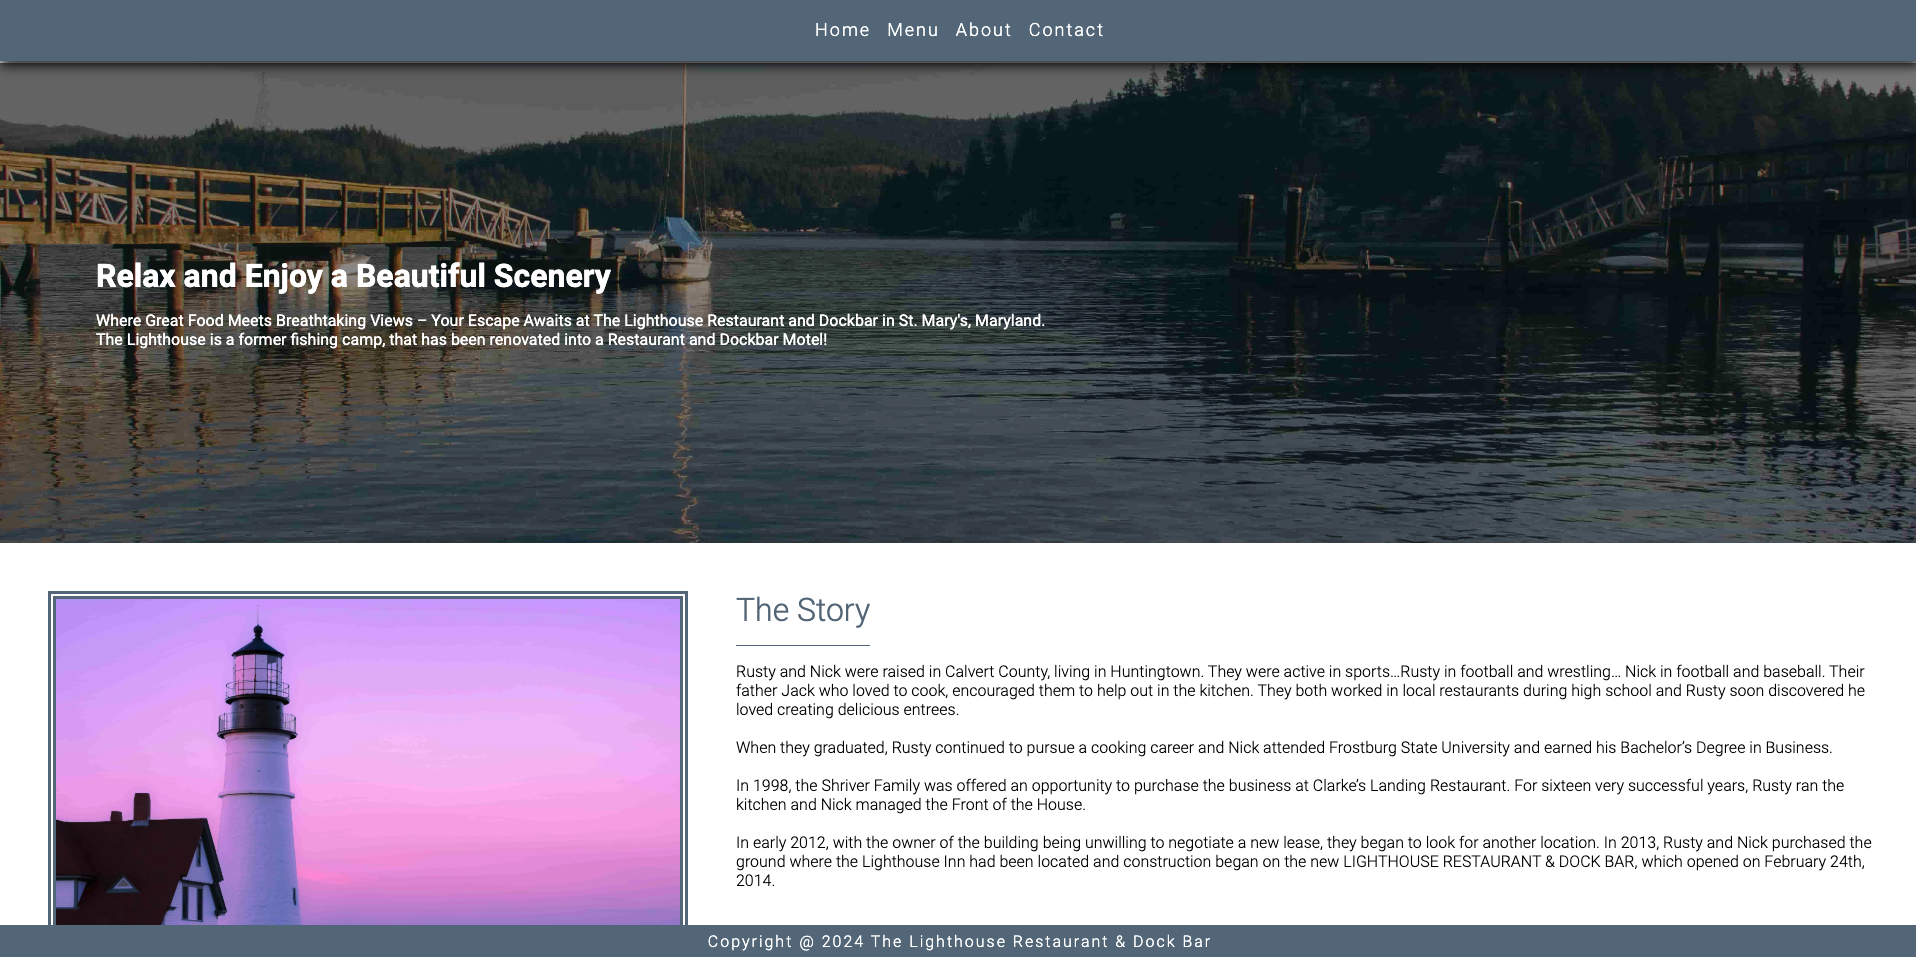 Home Menu About Contact
Relax and Enjoy a Beautiful Scenery
Where Great Food Meets Breathtaking Views – Your Escape Awaits at The Lighthouse Restaurant and Dockbar in St. Mary's, Maryland.
The Lighthouse is a former fishing camp, that has been renovated into a Restaurant and Dockbar Motel!
The Story
Rusty and Nick were raised in Calvert County, living in Huntingtown. They were active in sports…Rusty in football and wrestling… Nick in football and baseball. Their
father Jack who loved to cook, encouraged them to help out in the kitchen. They both worked in local restaurants during high school and Rusty soon discovered he
loved creating delicious entrees.
When they graduated, Rusty continued to pursue a cooking career and Nick attended Frostburg State University and earned his Bachelor’s Degree in Business.
In 1998, the Shriver Family was offered an opportunity to purchase the business at Clarke’s Landing Restaurant. For sixteen very successful years, Rusty ran the
kitchen and Nick managed the Front of the House.
In early 2012, with the owner of the building being unwilling to negotiate a new lease, they began to look for another location. In 2013, Rusty and Nick purchased the
ground where the Lighthouse Inn had been located and construction began on the new LIGHTHOUSE RESTAURANT & DOCK BAR, which opened on February 24th,
2014.
Copyright @ 2024 The Lighthouse Restaurant & Dock Bar